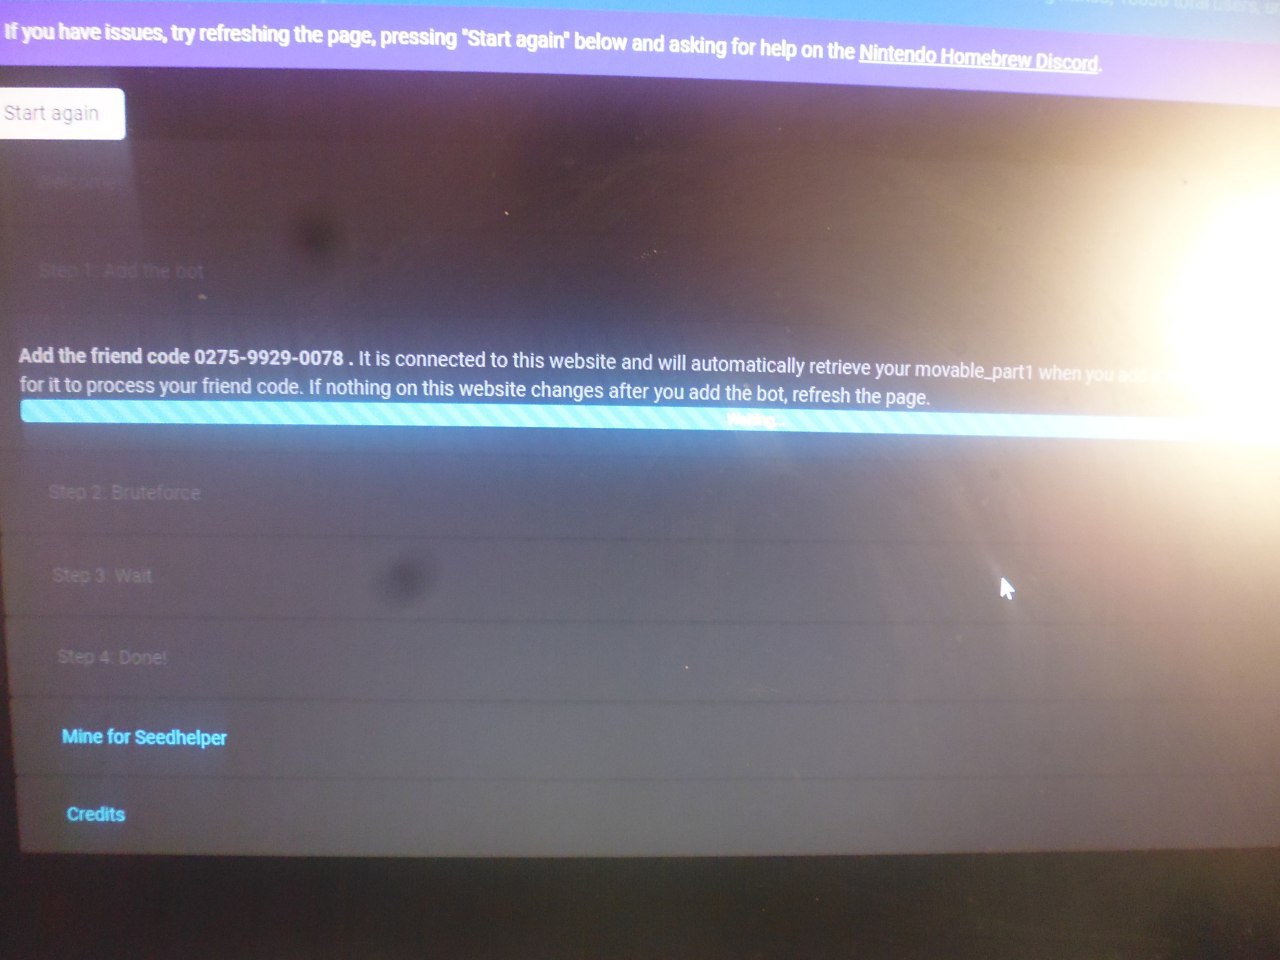 total users,
If you have issues, try refreshing the page, pressing "Start again" below and asking for help on the Nintendo Homebrew Discord.
Start again
Step 1: Add the bot
Add the friend code 0275-9929-0078 . It is connected to this website and will automatically retrieve your movable_part1 when you add
for it to process your friend code. If nothing on this website changes after you add the bot, refresh the page.
Step 2: Bruteforce
Step 3: Wait
Step 4: Done!
Mine for Seedhelper
Credits